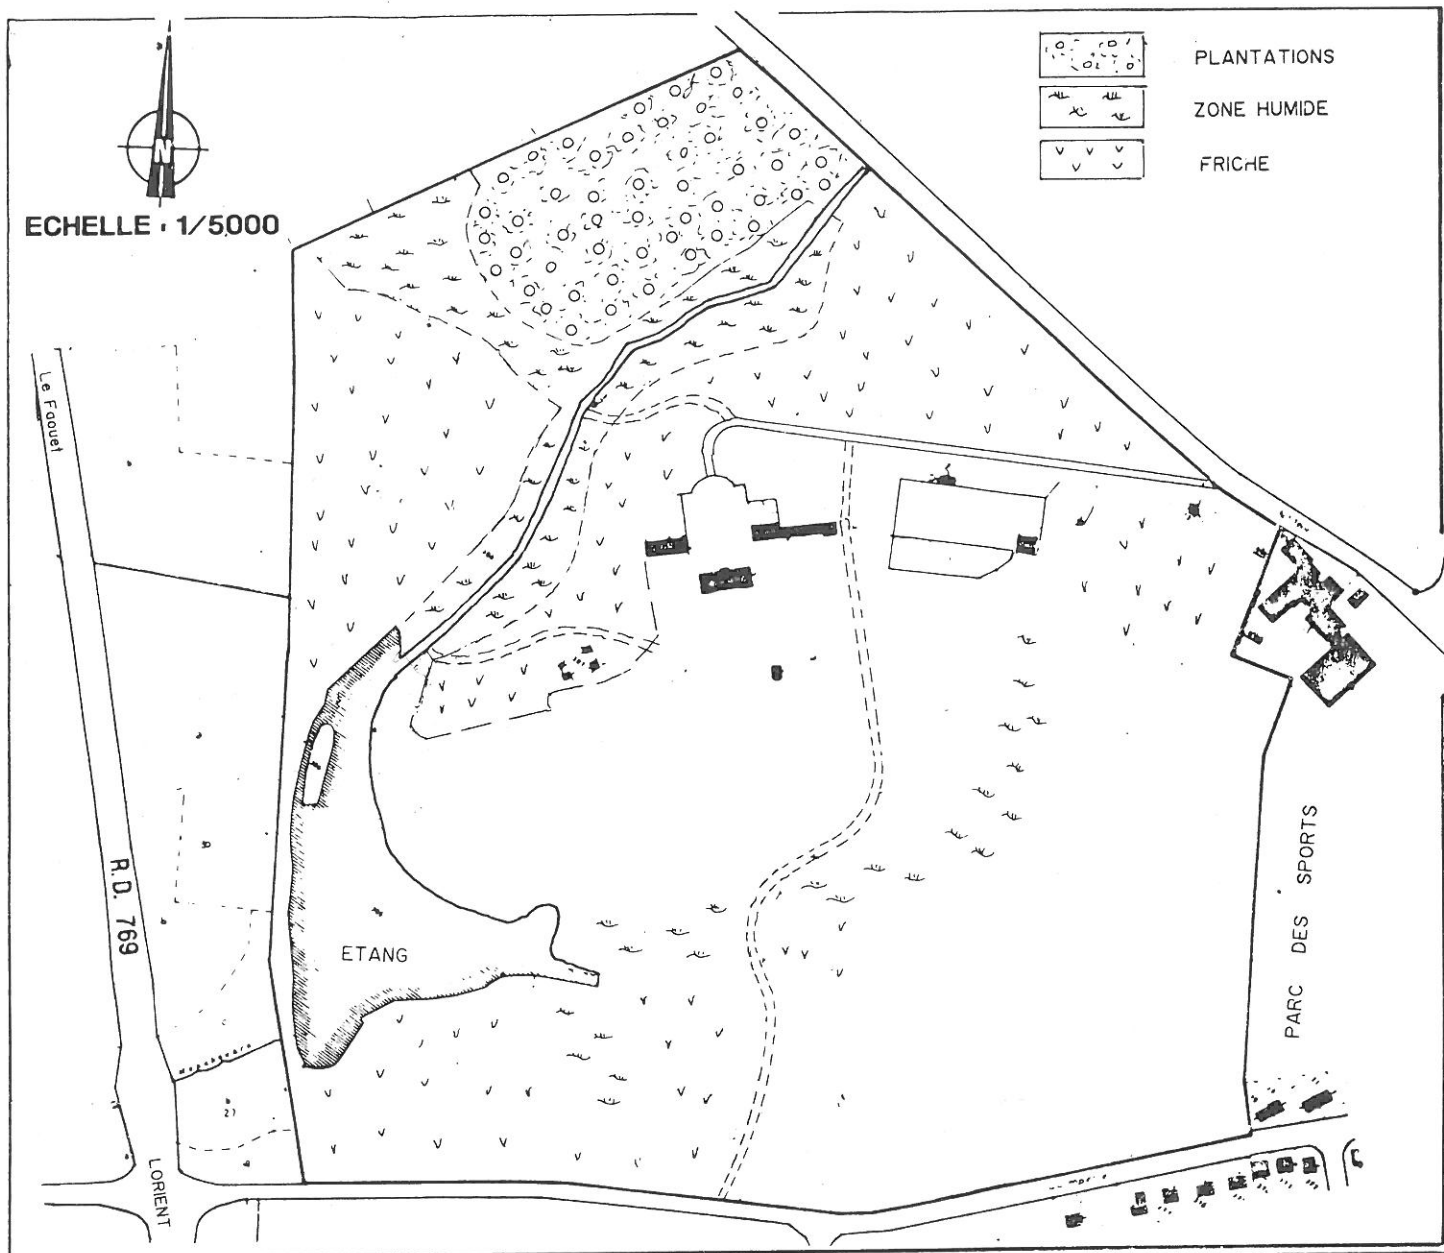 N
ECHELLE : 1/5000
PLANTATIONS
ZONE HUMIDE
FRICHE
Le Faouet
R.D. 769
ETANG
PARC DES SPORTS
LORIENT